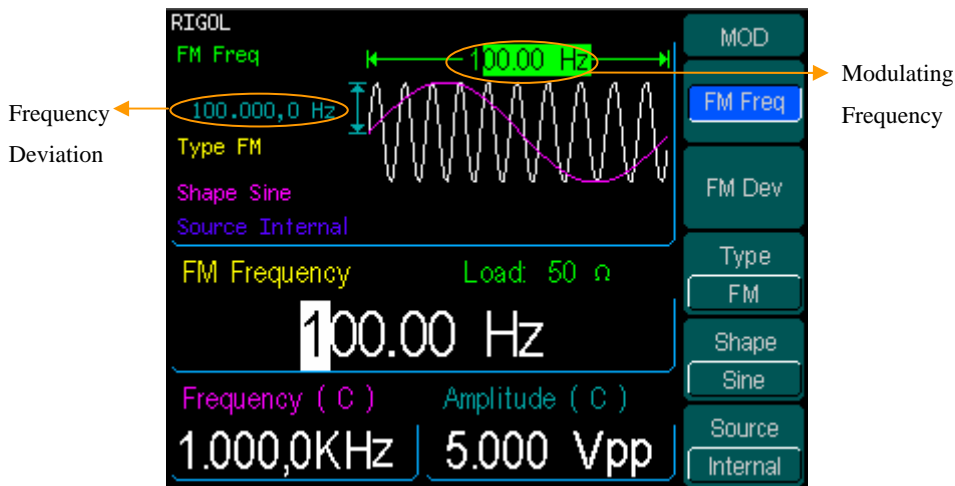 RIGOL
FM Freq
100.00 Hz
100.000,0 Hz
Type FM
Shape Sine
Source Internal
FM Frequency
Load: 50 Ω
100.00 Hz
Frequency ( C )
Amplitude ( C )
1.000,0KHz
5.000 Vpp
MOD
FM Freq
FM Dev
Type
FM
Shape
Sine
Source
Internal
Frequency
Deviation
Modulating
Frequency